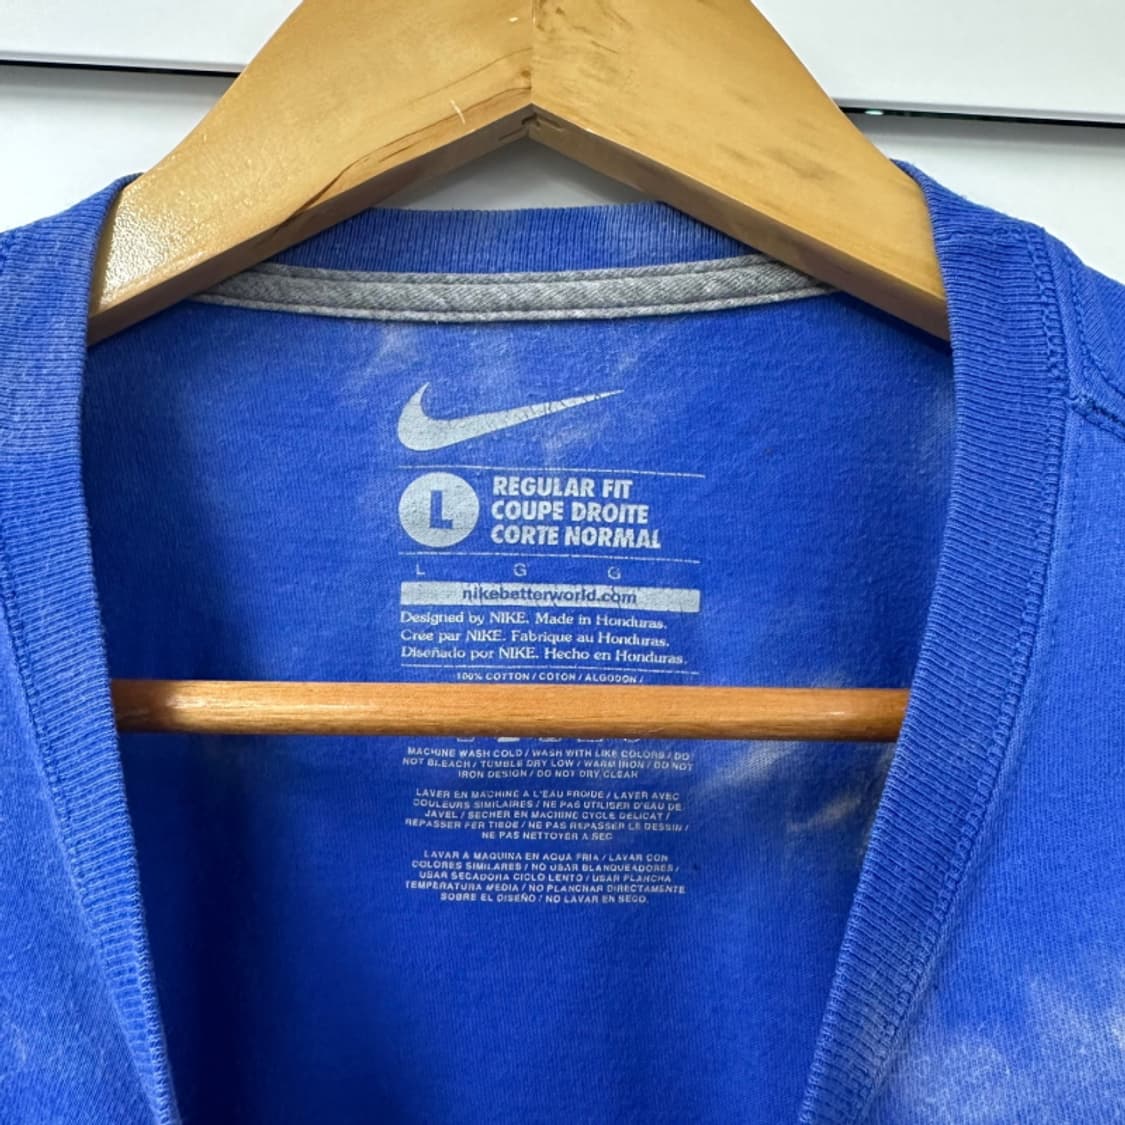 L
REGULAR FIT
COUPE DROITE
CORTE NORMAL
L G G
nikebetterworld.com
Designed by NIKE. Made in Honduras.
Crée par NIKE. Fabrique au Honduras.
Diseñado por NIKE. Hecho en Honduras.
100% COTTON / COTON / ALGODON /
MACHINE WASH COLD / WASH WITH LIKE COLORS / DO
NOT BLEACH / TUMBLE DRY LOW / WARM IRON / DO NOT
IRON DESIGN / DO NOT DRY CLEAN
LAVER EN MACHINE A L'EAU FROIDE / LAVER AVEC
COULEURS SIMILAIRES / NE PAS UTILISER D'EAU DE
JAVEL / SECHER EN MACHINE CYCLE DELICAT /
REPASSER FER TIEDE / NE PAS REPASSER LE DESSIN /
NE PAS NETTOYER A SEC
LAVAR A MAQUINA EN AGUA FRIA / LAVAR CON
COLORES SIMILARES / NO USAR BLANQUEADORES /
USAR SECADORA CICLO LENTO / USAR PLANCHA
TEMPERATURA MEDIA / NO PLANCHAR DIRECTAMENTE
SOBRE EL DISEÑO / NO LAVAR EN SECO.